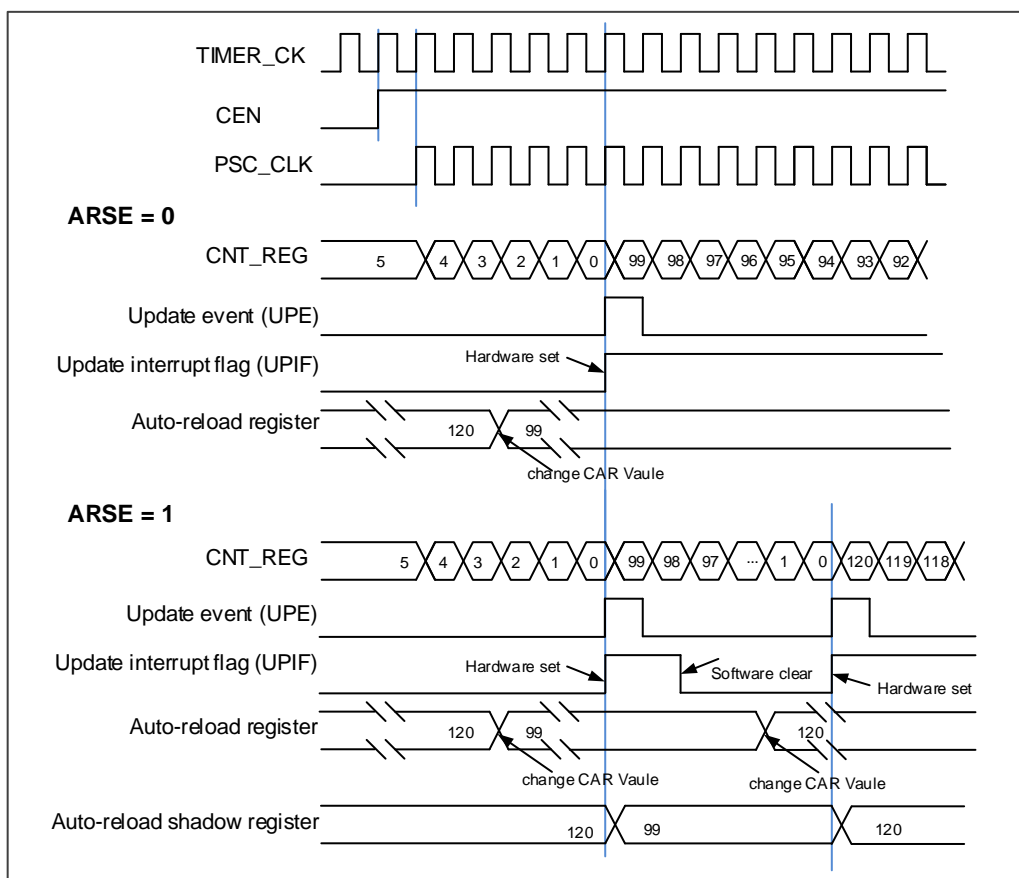 TIMER_CK
CEN
PSC_CLK
ARSE = 0
CNT_REG 5 4 3 2 1 0 99 98 97 96 95 94 93 92
Update event (UPE)
Update interrupt flag (UPIF) Hardware set
Auto-reload register 120 99
change CAR Vaule
ARSE = 1
CNT_REG 5 4 3 2 1 0 99 98 97 ... 1 0 120 119 118
Update event (UPE)
Update interrupt flag (UPIF) Hardware set Software clear Hardware set
Auto-reload register 120 99 120
change CAR Vaule change CAR Vaule
Auto-reload shadow register 120 99 120